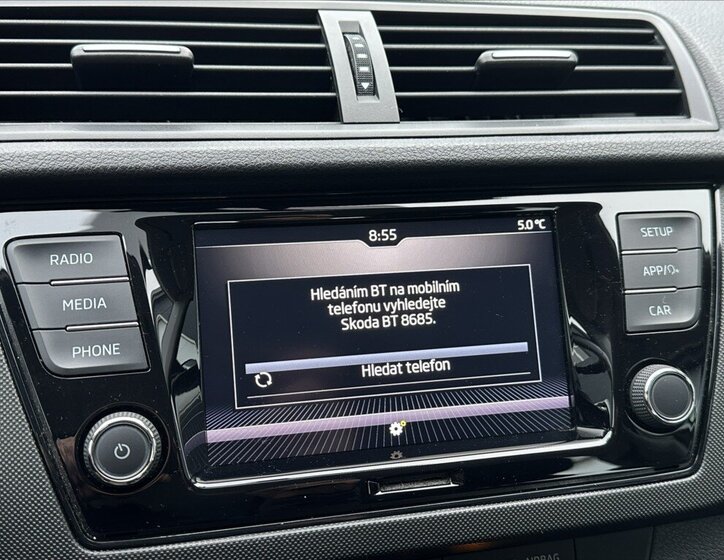 8:55
5.0 °C
RADIO
MEDIA
PHONE
Hledáním BT na mobilním
telefonu vyhledejte
Skoda BT 8685.
Hledat telefon
SETUP
APP/
CAR